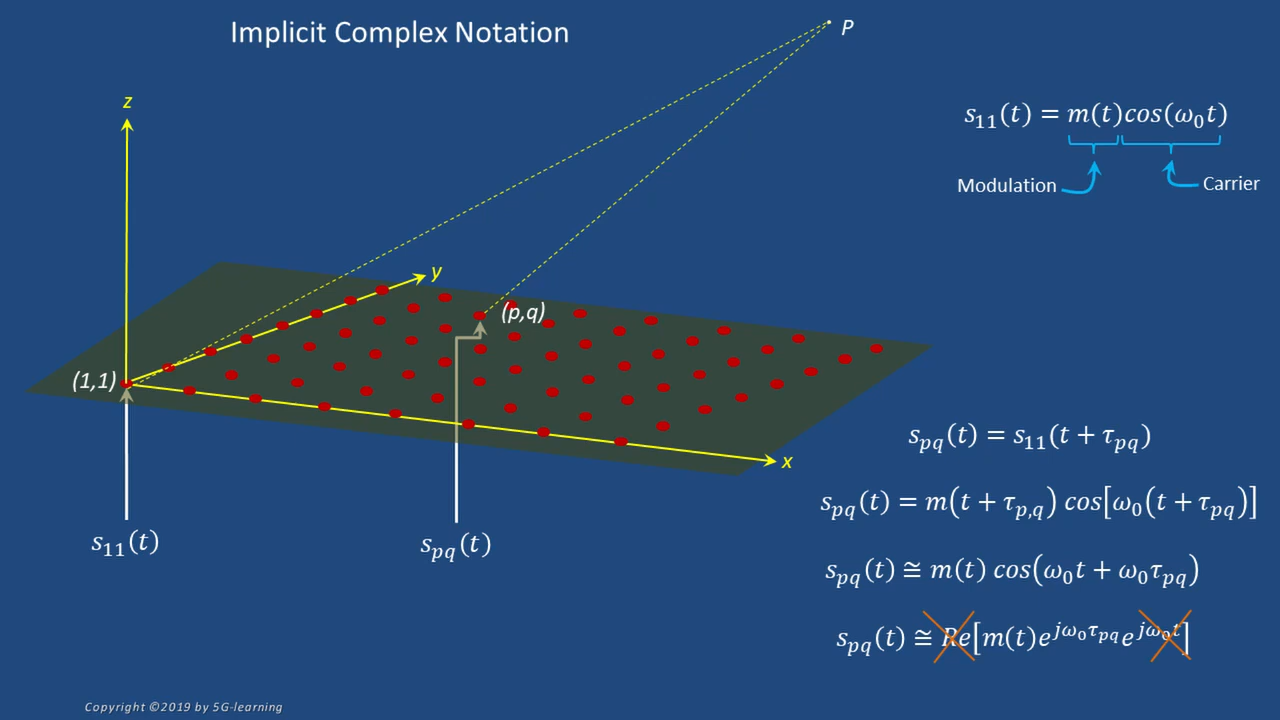 Implicit Complex Notation
P
z
s₁₁(t) = m(t)cos(ω₀t)
Modulation
Carrier
y
(p,q)
(1,1)
x
sₚq(t) = s₁₁(t + τₚq)
sₚq(t) = m(t + τₚ,q) cos[ω₀(t + τₚq)]
s₁₁(t)
sₚq(t)
sₚq(t) ≅ m(t) cos(ω₀t + ω₀τₚq)
sₚq(t) ≅ Re[m(t)e^{jω₀τₚq}e^{jω₀t}]
Copyright ©2019 by 5G-learning